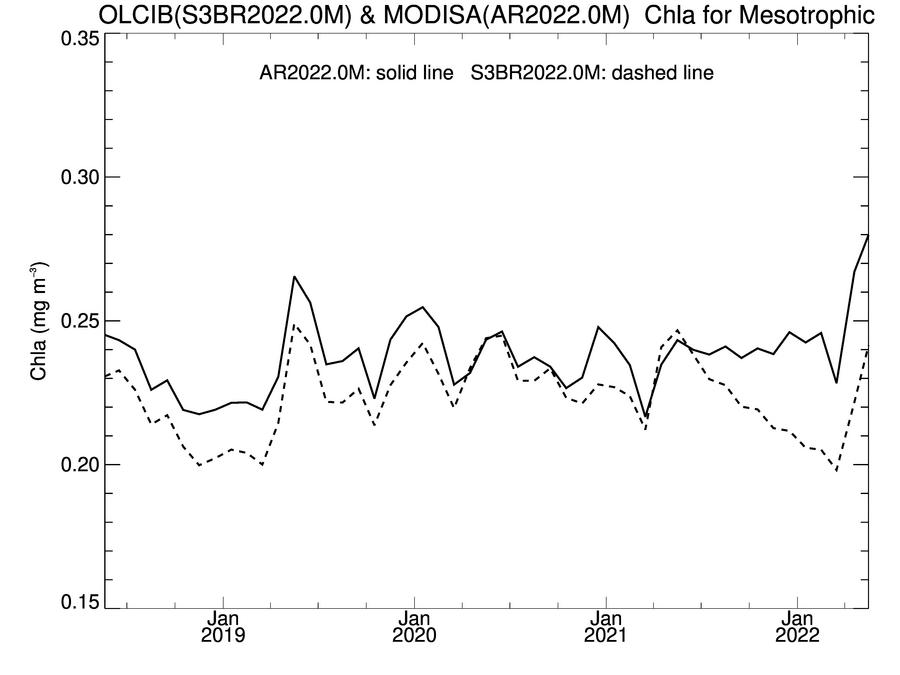 OLCIB(S3BR2022.0M) & MODISA(AR2022.0M)  Chla for Mesotrophic
0.35
AR2022.0M: solid line   S3BR2022.0M: dashed line
0.30
0.25
Chla (mg m⁻³)
0.20
0.15
Jan Jan Jan Jan
2019 2020 2021 2022